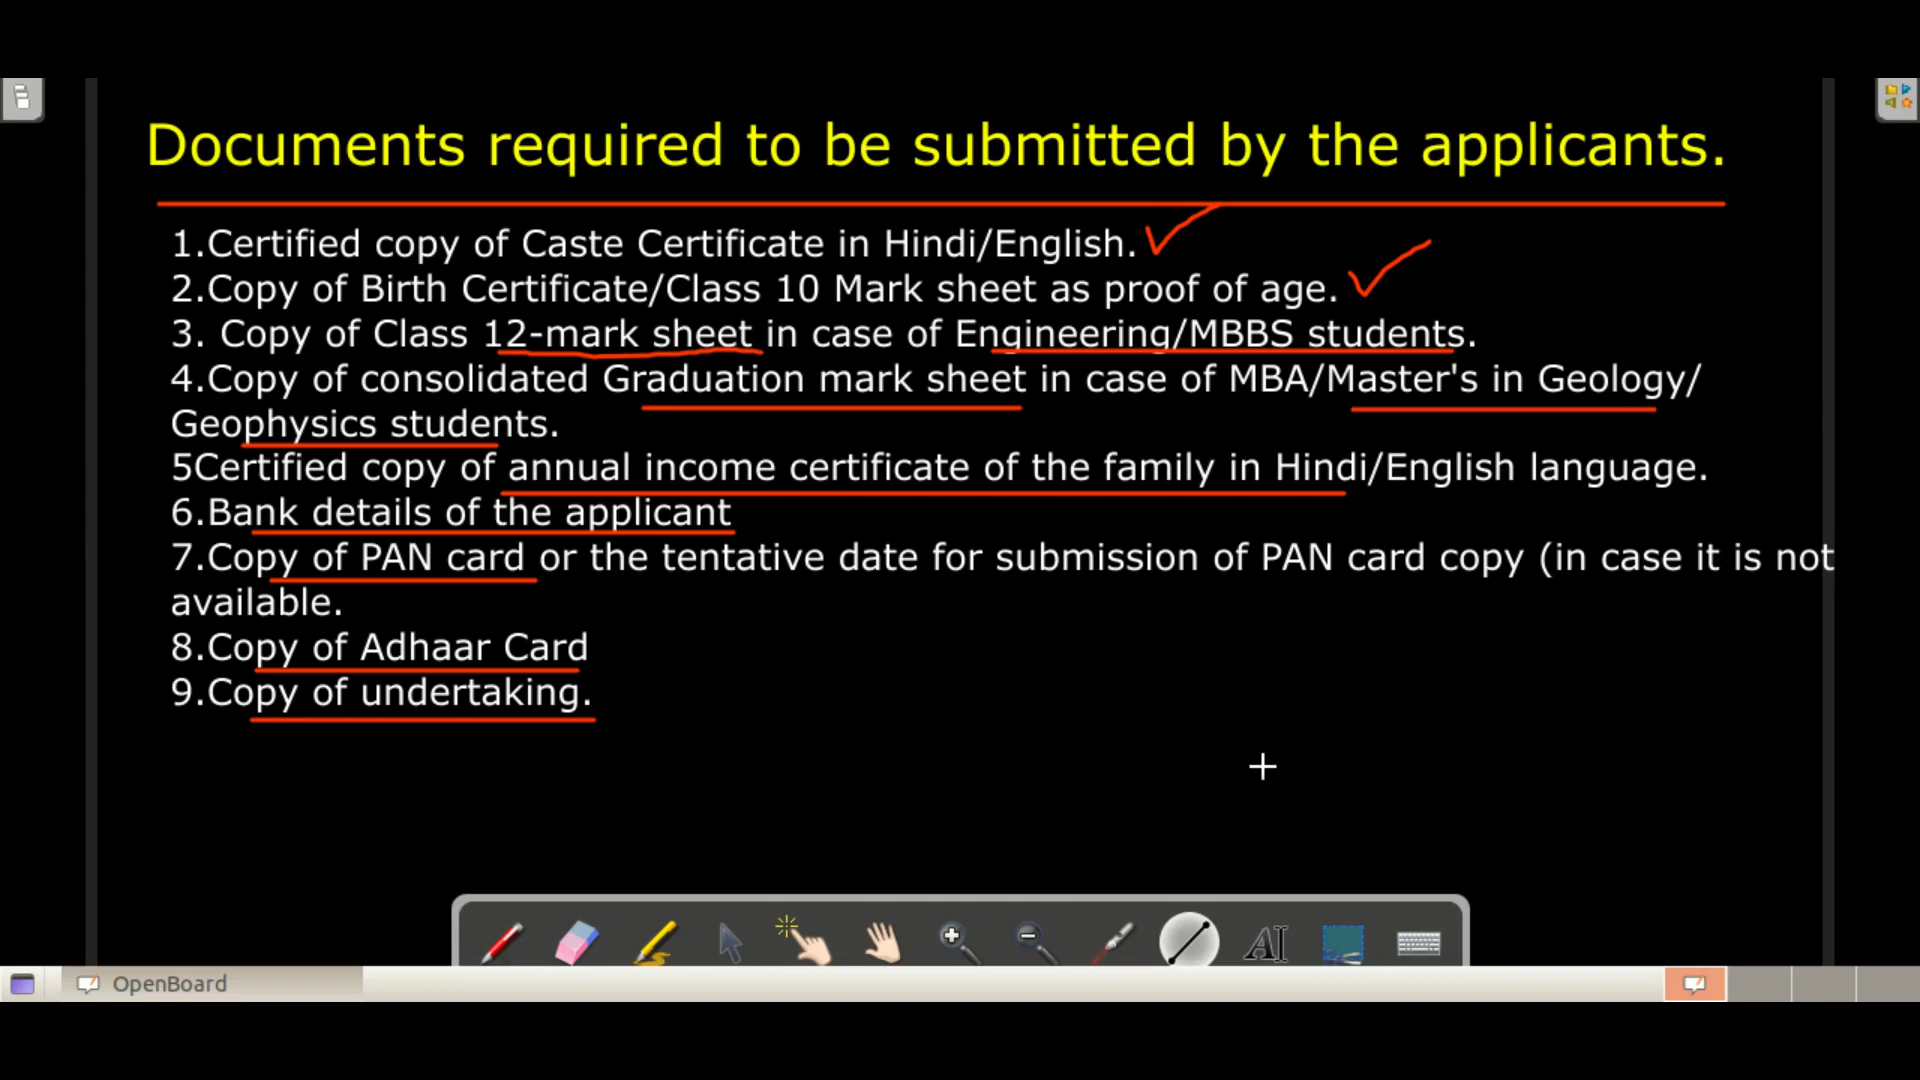 Documents required to be submitted by the applicants.
1.Certified copy of Caste Certificate in Hindi/English.
2.Copy of Birth Certificate/Class 10 Mark sheet as proof of age.
3. Copy of Class 12-mark sheet in case of Engineering/MBBS students.
4.Copy of consolidated Graduation mark sheet in case of MBA/Master's in Geology/
Geophysics students.
5Certified copy of annual income certificate of the family in Hindi/English language.
6.Bank details of the applicant
7.Copy of PAN card or the tentative date for submission of PAN card copy (in case it is not
available.
8.Copy of Adhaar Card
9.Copy of undertaking.
AI
OpenBoard